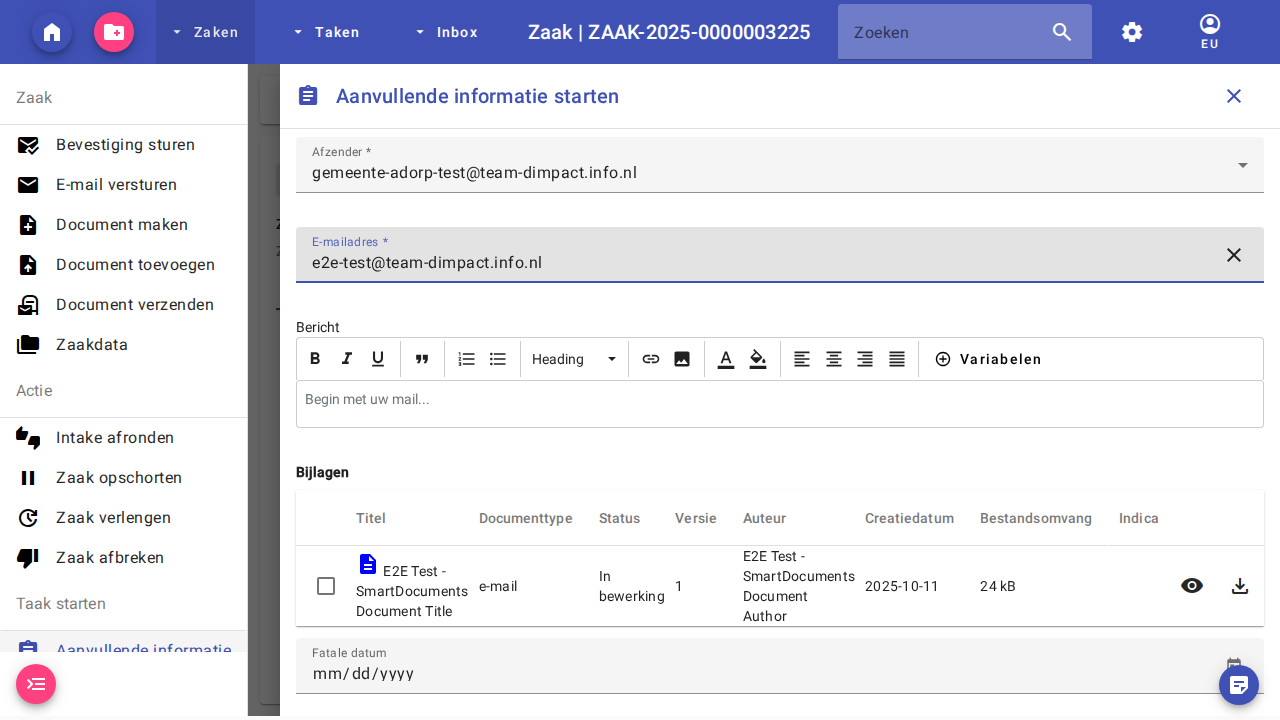 Zaken
Taken
Inbox
Zaak | ZAAK-2025-0000003225
Zoeken
EU
Zaak
Bevestiging sturen
E-mail versturen
Document maken
Document toevoegen
Document verzenden
Zaakdata
Actie
Intake afronden
Zaak opschorten
Zaak verlengen
Zaak afbreken
Taak starten
Aanvullende informatie
Aanvullende informatie starten
Afzender *
gemeente-adorp-test@team-dimpact.info.nl
E-mailadres *
e2e-test@team-dimpact.info.nl
Bericht
B I U Heading A Variabelen
Begin met uw mail...
Bijlagen
Titel Documenttype Status Versie Auteur Creatiedatum Bestandsomvang Indica
E2E Test -
SmartDocuments
Document Title
e-mail
In
bewerking
1
E2E Test -
SmartDocuments
Document
Author
2025-10-11
24 kB
Fatale datum
mm/dd/yyyy